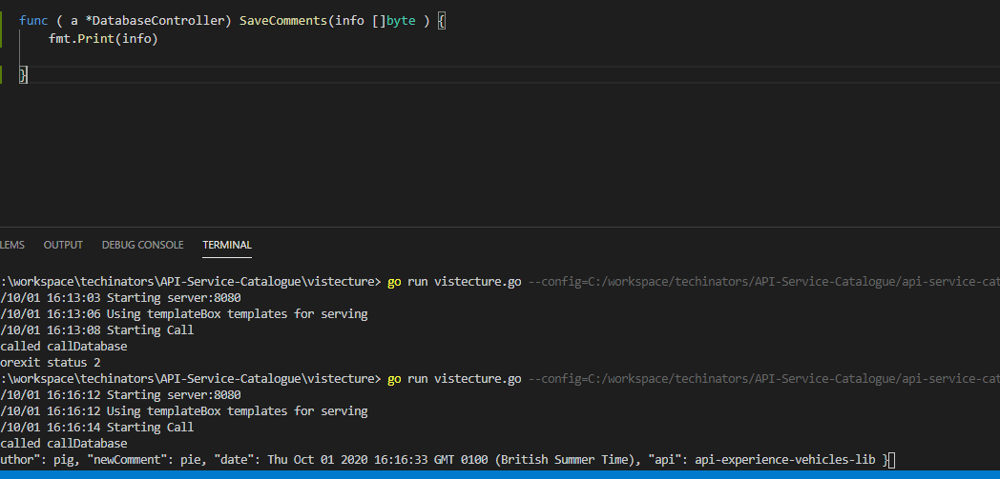 func ( a *DatabaseController) SaveComments(info []byte ) {
fmt.Print(info)
}
LEMS OUTPUT DEBUG CONSOLE TERMINAL
:\workspace\techinators\API-Service-Catalogue\vistecture> go run vistecture.go --config=C:/workspace/techinators/API-Service-Catalogue/api-service-cat
/10/01 16:13:03 Starting server:8080
/10/01 16:13:06 Using templateBox templates for serving
/10/01 16:13:08 Starting Call
called callDatabase
orexit status 2
:\workspace\techinators\API-Service-Catalogue\vistecture> go run vistecture.go --config=C:/workspace/techinators/API-Service-Catalogue/api-service-cat
/10/01 16:16:12 Starting server:8080
/10/01 16:16:12 Using templateBox templates for serving
/10/01 16:16:14 Starting Call
called callDatabase
uthor": pig, "newComment": pie, "date": Thu Oct 01 2020 16:16:33 GMT 0100 (British Summer Time), "api": api-experience-vehicles-lib }